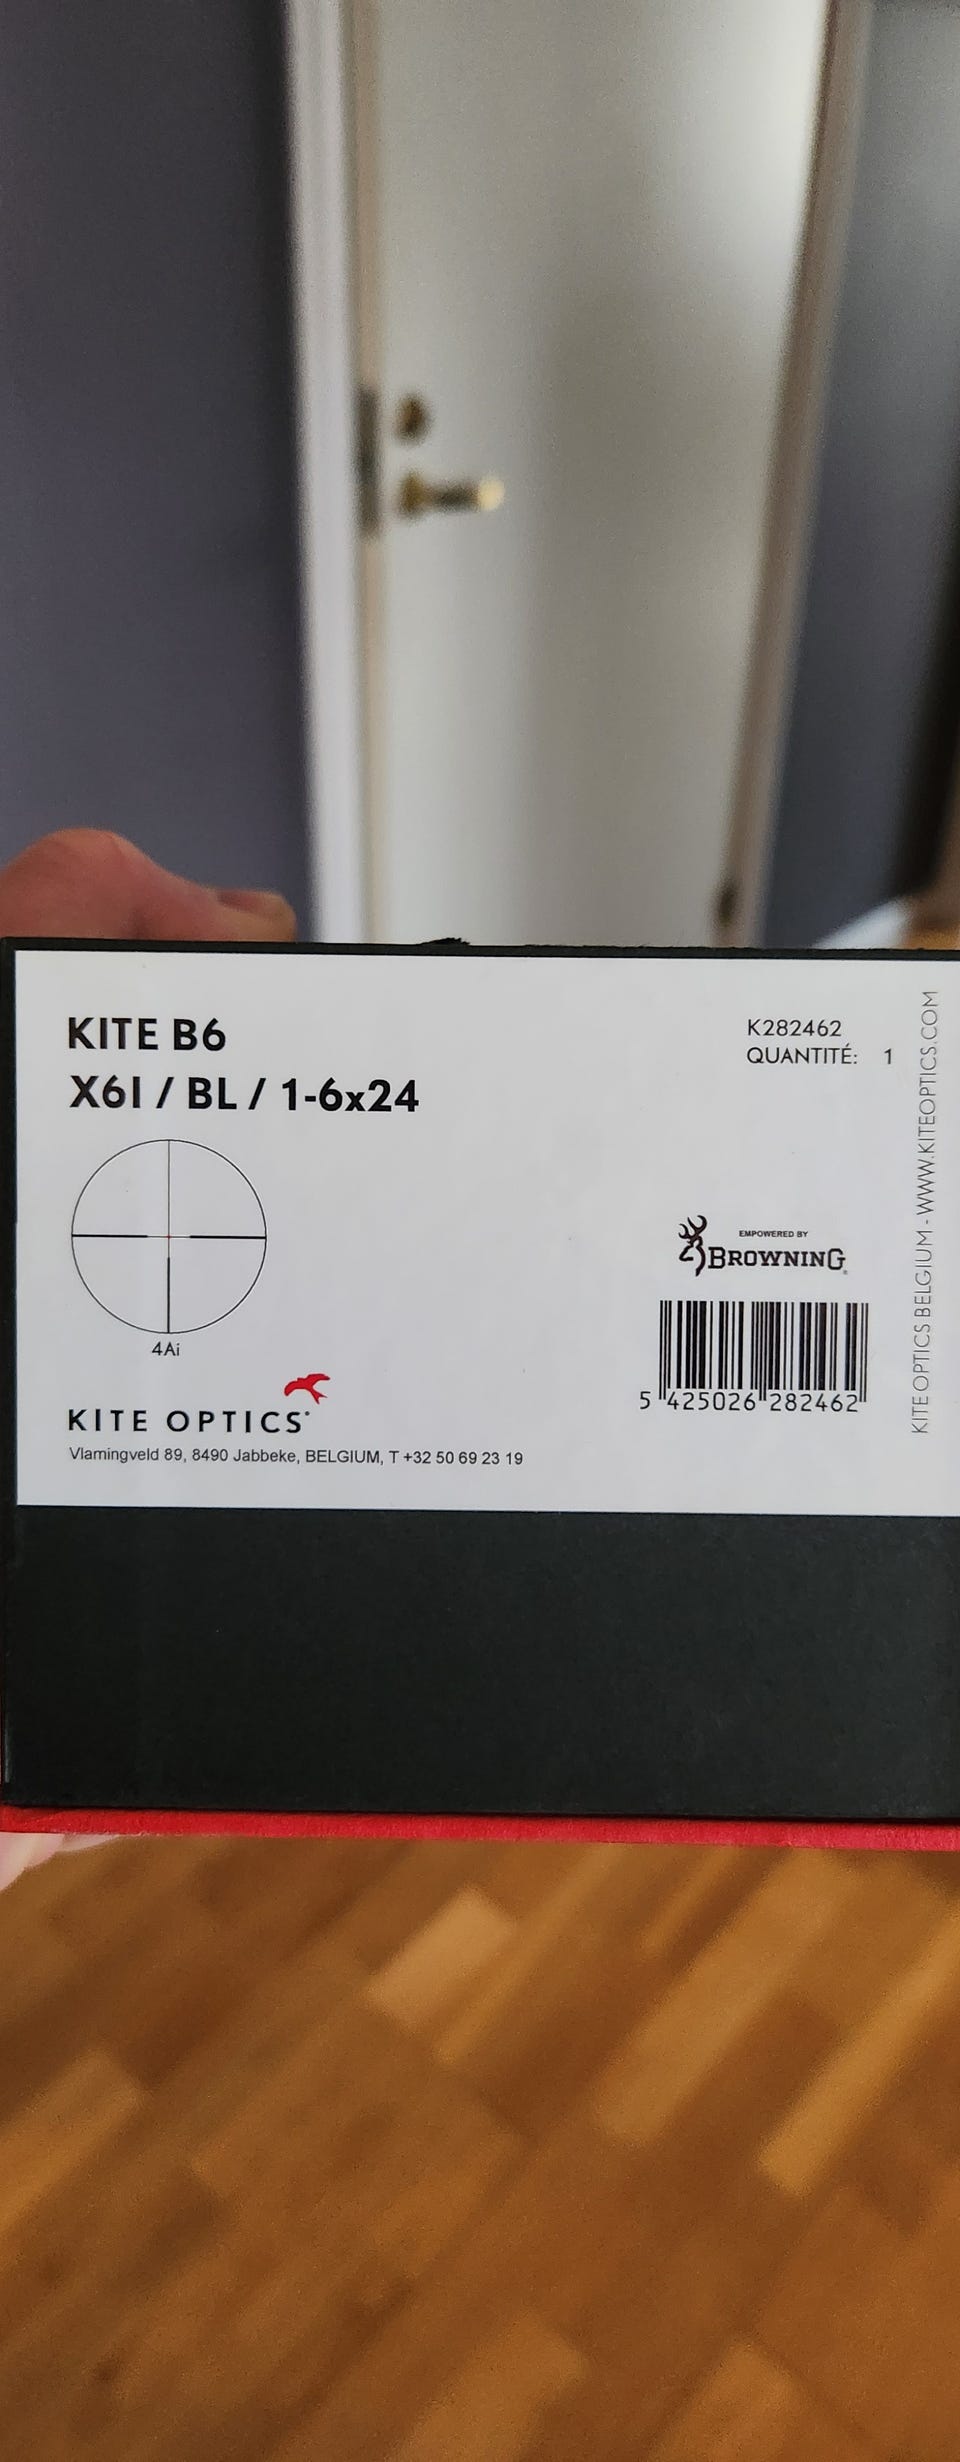 KITE B6
X6I / BL / 1-6x24
K282462
QUANTITÉ: 1
4Ai
KITE OPTICS
Vlamingveld 89, 8490 Jabbeke, BELGIUM, T +32 50 69 23 19
EMPOWERED BY
BROWNING
5 425026 282462
KITE OPTICS BELGIUM - WWW.KITEOPTICS.COM